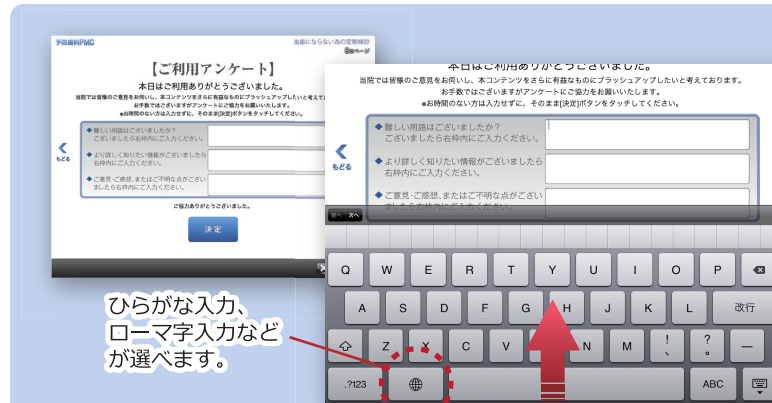 予防歯科PMC
虫歯にならない為の定期検診
【ご利用アンケート】
本日はご利用ありがとうございました。
当院では皆様のご意見をお伺いし、本コンテンツをさらに有益なものにブラッシュアップしたいと考えて
お手数ではございますがアンケートにご協力をお願いいたします。
※お時間のない方は入力せずに、そのまま[決定]ボタンをタッチしてください。
◆難しい用語はございましたか?
ございましたら右枠内にご入力ください。
◆より詳しく知りたい情報がございましたら
右枠内にご入力ください。
◆ご意見・ご感想、またはご不明な点がござい
ましたら右枠内にご入力ください。
もどる
ご協力ありがとうございました。
決定
本日はご利用ありがとうございました。
当院では皆様のご意見をお伺いし、本コンテンツをさらに有益なものにブラッシュアップしたいと考えております。
お手数ではございますがアンケートにご協力をお願いいたします。
※お時間のない方は入力せずに、そのまま[決定]ボタンをタッチしてください。
◆難しい用語はございましたか?
ございましたら右枠内にご入力ください。
◆より詳しく知りたい情報がございましたら
右枠内にご入力ください。
◆ご意見・ご感想、またはご不明な点がござい
ましたら右枠内にご入力ください。
もどる
前へ 次へ
Q W E R T Y U I O P
A S D F G H J K L 改行
Z X C V N M ! 、 ? 。 ー
.?123 ABC
ひらがな入力、
ローマ字入力など
が選べます。